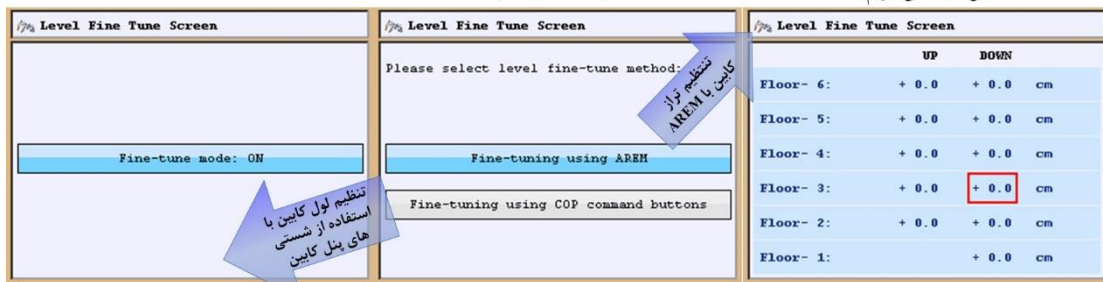 Level Fine Tune Screen
Fine-tune mode: ON
تنظیم لول کابین با
استفاده از شستی
های پنل کابین
Level Fine Tune Screen
Please select level fine-tune method:
Fine-tuning using AREM
Fine-tuning using COP command buttons
تنتظیم تراز
کابین با
AREM
Level Fine Tune Screen
UP DOWN
Floor- 6: + 0.0 + 0.0 cm
Floor- 5: + 0.0 + 0.0 cm
Floor- 4: + 0.0 + 0.0 cm
Floor- 3: + 0.0 + 0.0 cm
Floor- 2: + 0.0 + 0.0 cm
Floor- 1: + 0.0 cm